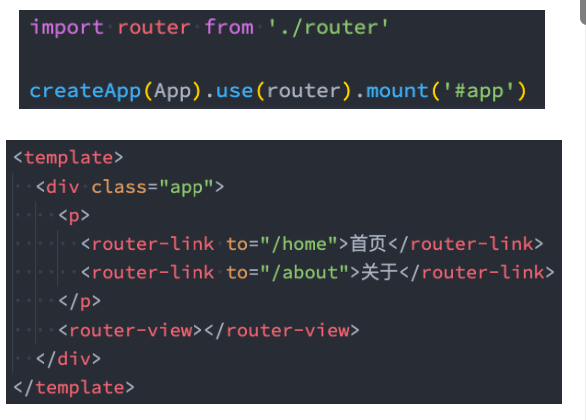 import router from './router'
createApp(App).use(router).mount('#app')
<template>
<div class="app">
<p>
<router-link to="/home">首页</router-link>
<router-link to="/about">关于</router-link>
</p>
<router-view></router-view>
</div>
</template>